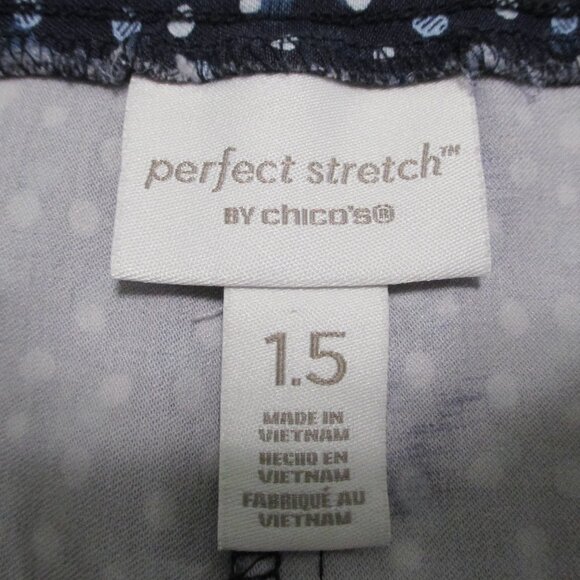 perfect stretch™
BY chico's®
1.5
MADE IN
VIETNAM
HECHO EN
VIETNAM
FABRIQUÉ AU
VIETNAM